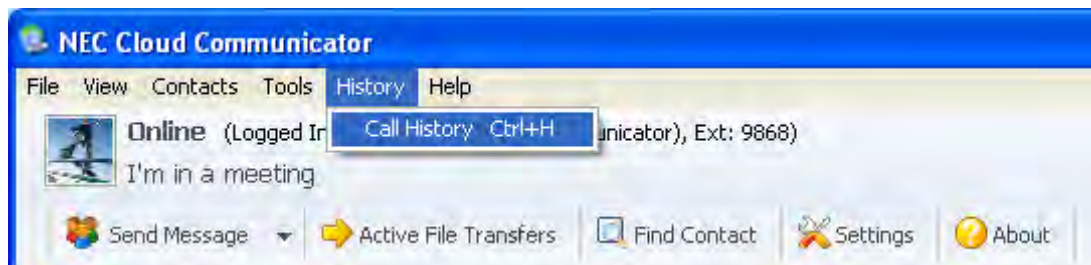 NEC Cloud Communicator
File View Contacts Tools History Help
Call History Ctrl+H
Online (Logged In unicator), Ext: 9868)
I'm in a meeting
Send Message Active File Transfers Find Contact Settings About